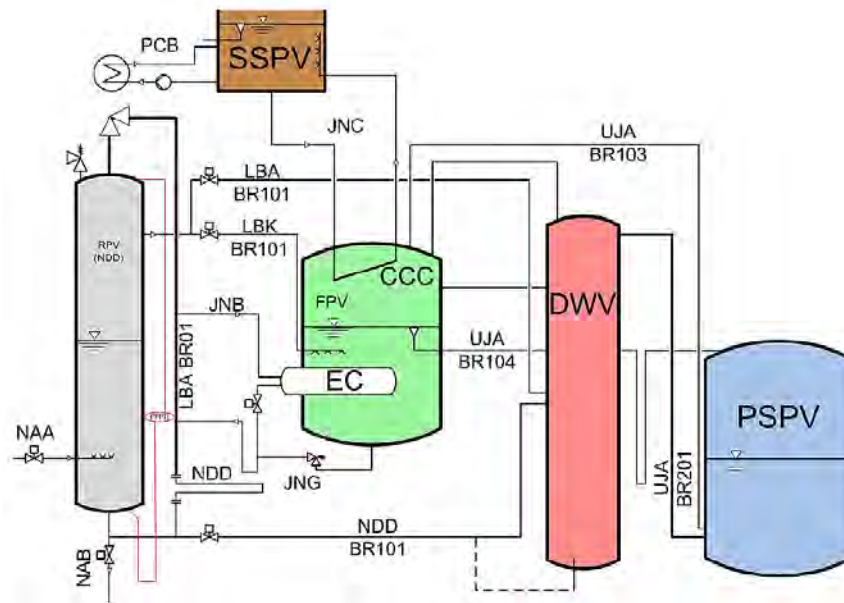 PCB
SSPV
JNC
UJA
BR103
LBA
BR101
LBK
BR101
RPV
(NDD)
CCC
FPV
DWV
JNB
UJA
BR104
LBA BR01
EC
PSPV
NAA
NDD
JNG
UJA
BR201
NDD
BR101
NAB